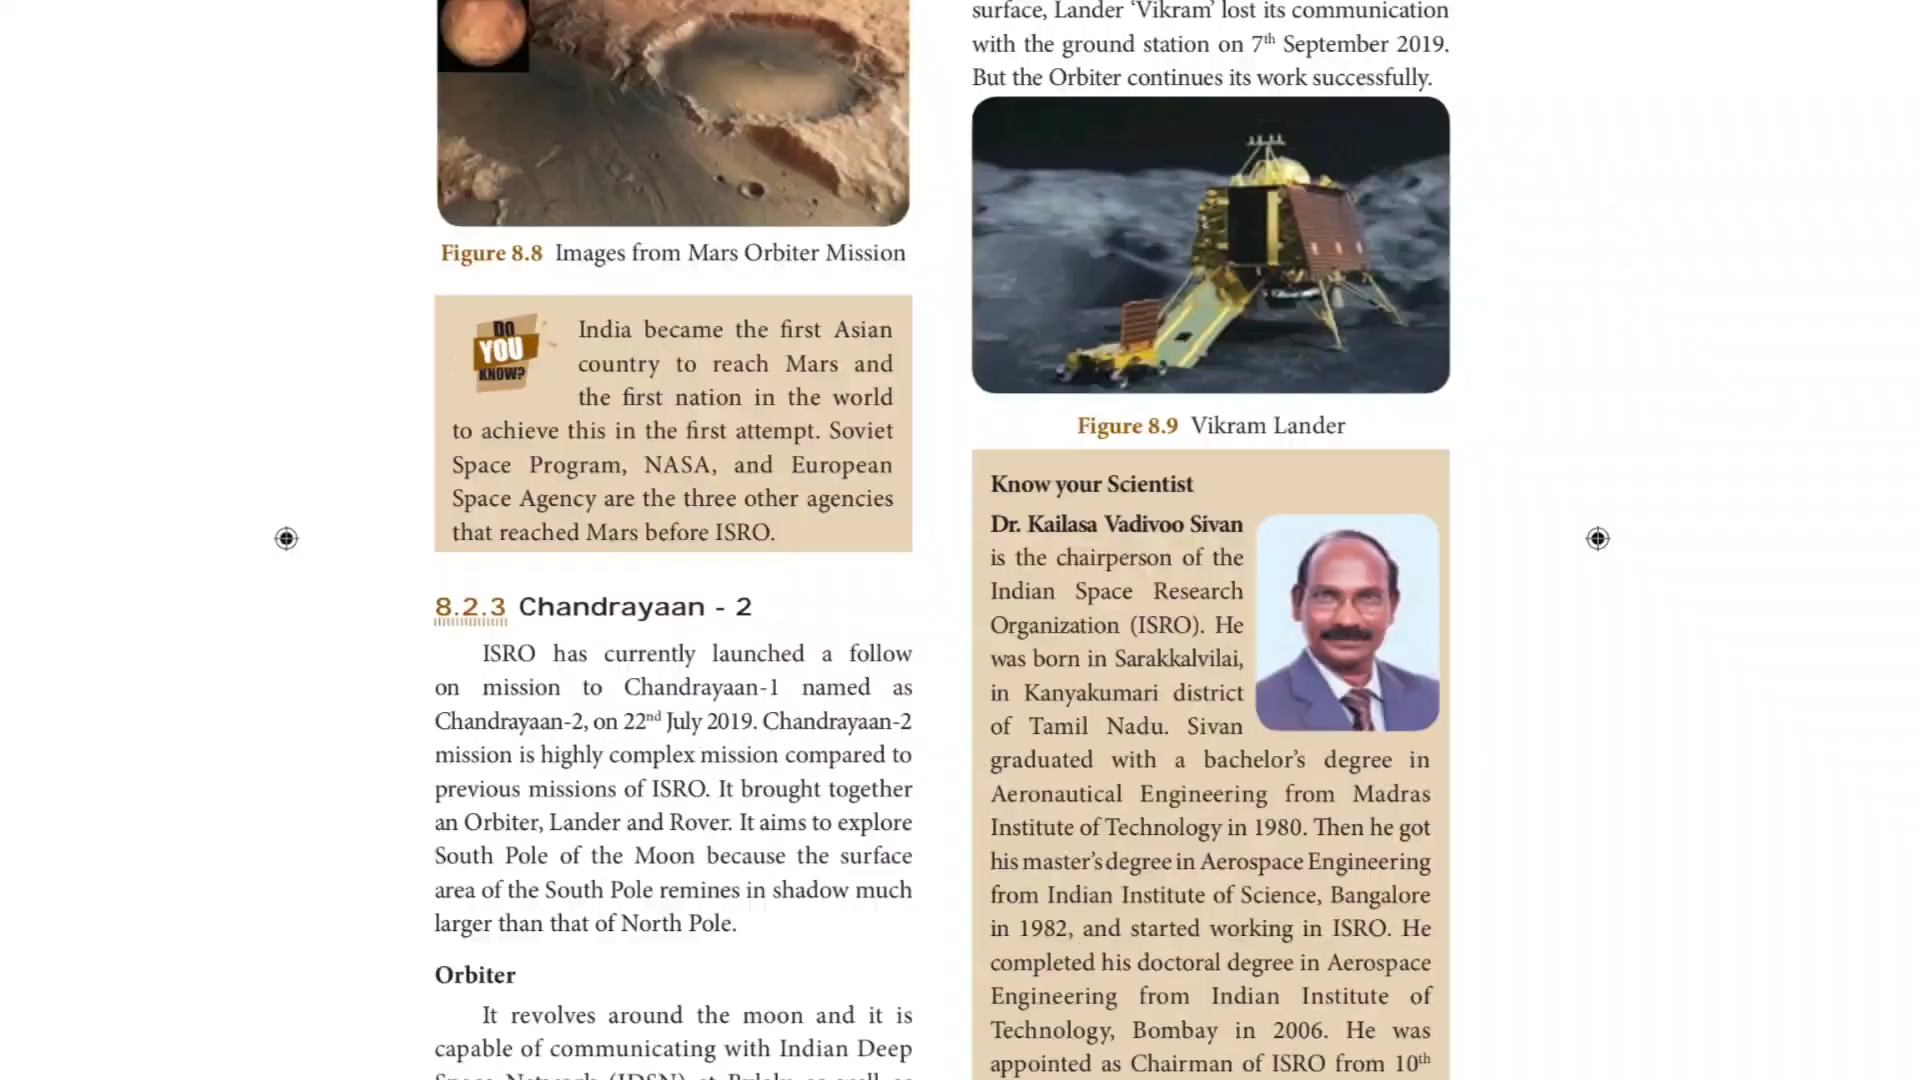 Figure 8.8 Images from Mars Orbiter Mission
DO
YOU
KNOW?
India became the first Asian
country to reach Mars and
the first nation in the world
to achieve this in the first attempt. Soviet
Space Program, NASA, and European
Space Agency are the three other agencies
that reached Mars before ISRO.
8.2.3 Chandrayaan - 2
ISRO has currently launched a follow
on mission to Chandrayaan-1 named as
Chandrayaan-2, on 22nd July 2019. Chandrayaan-2
mission is highly complex mission compared to
previous missions of ISRO. It brought together
an Orbiter, Lander and Rover. It aims to explore
South Pole of the Moon because the surface
area of the South Pole remines in shadow much
larger than that of North Pole.
Orbiter
It revolves around the moon and it is
capable of communicating with Indian Deep
surface, Lander ‘Vikram’ lost its communication
with the ground station on 7th September 2019.
But the Orbiter continues its work successfully.
Figure 8.9 Vikram Lander
Know your Scientist
Dr. Kailasa Vadivoo Sivan
is the chairperson of the
Indian Space Research
Organization (ISRO). He
was born in Sarakkalvilai,
in Kanyakumari district
of Tamil Nadu. Sivan
graduated with a bachelor’s degree in
Aeronautical Engineering from Madras
Institute of Technology in 1980. Then he got
his master’s degree in Aerospace Engineering
from Indian Institute of Science, Bangalore
in 1982, and started working in ISRO. He
completed his doctoral degree in Aerospace
Engineering from Indian Institute of
Technology, Bombay in 2006. He was
appointed as Chairman of ISRO from 10th